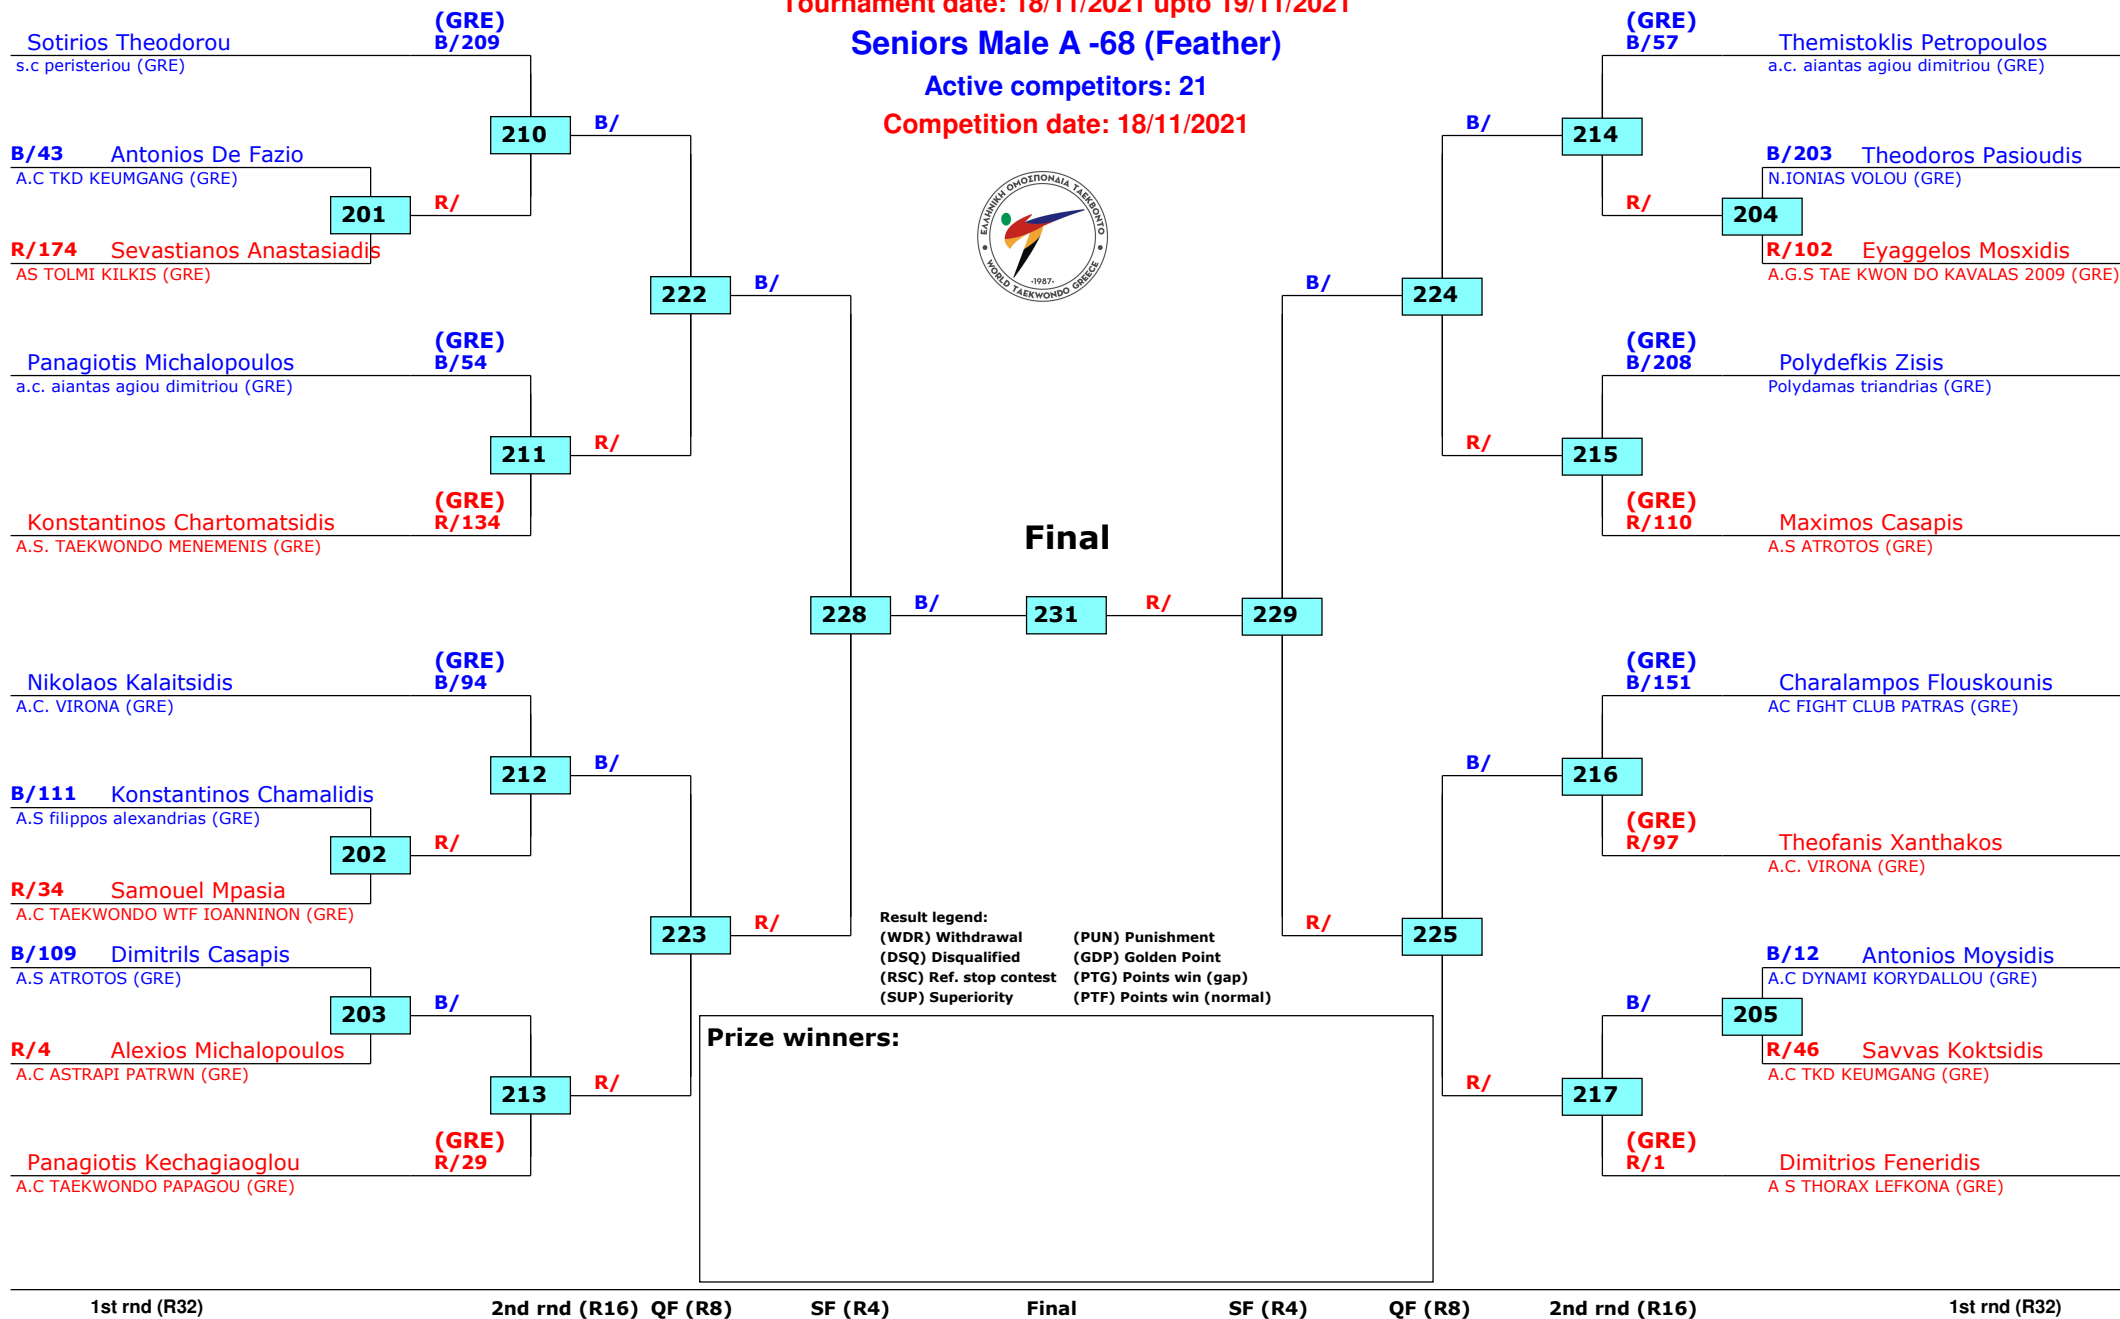 Tournament date: 18/11/2021 upto 19/11/2021
Seniors Male A -68 (Feather)
Active competitors: 21
Competition date: 18/11/2021
ΕΛΛΗΝΙΚΗ ΟΜΟΣΠΟΝΔΙΑ ΤΑΕΚΒΟΝΤΟ
·1987·
WORLD TAEKWONDO GREECE
(GRE)
Sotirios Theodorou B/209
s.c peristeriou (GRE)
210 B/
B/43 Antonios De Fazio
A.C TKD KEUMGANG (GRE)
201 R/
R/174 Sevastianos Anastasiadis
AS TOLMI KILKIS (GRE)
222 B/
(GRE)
Panagiotis Michalopoulos B/54
a.c. aiantas agiou dimitriou (GRE)
211 R/
(GRE)
Konstantinos Chartomatsidis R/134
A.S. TAEKWONDO MENEMENIS (GRE)
228 B/
(GRE)
Nikolaos Kalaitsidis B/94
A.C. VIRONA (GRE)
212 B/
B/111 Konstantinos Chamalidis
A.S filippos alexandrias (GRE)
202 R/
R/34 Samouel Mpasia
A.C TAEKWONDO WTF IOANNINON (GRE)
223 R/
B/109 Dimitrils Casapis
A.S ATROTOS (GRE)
203 B/
R/4 Alexios Michalopoulos
A.C ASTRAPI PATRWN (GRE)
213 R/
(GRE)
Panagiotis Kechagiaoglou R/29
A.C TAEKWONDO PAPAGOU (GRE)
Final
231
(GRE)
B/57 Themistoklis Petropoulos
a.c. aiantas agiou dimitriou (GRE)
B/ 214
B/203 Theodoros Pasioudis
N.IONIAS VOLOU (GRE)
R/ 204
R/102 Eyaggelos Mosxidis
A.G.S TAE KWON DO KAVALAS 2009 (GRE)
B/ 224
(GRE)
B/208 Polydefkis Zisis
Polydamas triandrias (GRE)
R/ 215
(GRE)
R/110 Maximos Casapis
A.S ATROTOS (GRE)
R/ 229
(GRE)
B/151 Charalampos Flouskounis
AC FIGHT CLUB PATRAS (GRE)
B/ 216
(GRE)
R/97 Theofanis Xanthakos
A.C. VIRONA (GRE)
R/ 225
B/12 Antonios Moysidis
A.C DYNAMI KORYDALLOU (GRE)
B/ 205
R/46 Savvas Koktsidis
A.C TKD KEUMGANG (GRE)
R/ 217
(GRE)
R/1 Dimitrios Feneridis
A S THORAX LEFKONA (GRE)
Result legend:
(WDR) Withdrawal (PUN) Punishment
(DSQ) Disqualified (GDP) Golden Point
(RSC) Ref. stop contest (PTG) Points win (gap)
(SUP) Superiority (PTF) Points win (normal)
Prize winners:
1st rnd (R32) 2nd rnd (R16) QF (R8) SF (R4) Final SF (R4) QF (R8) 2nd rnd (R16) 1st rnd (R32)